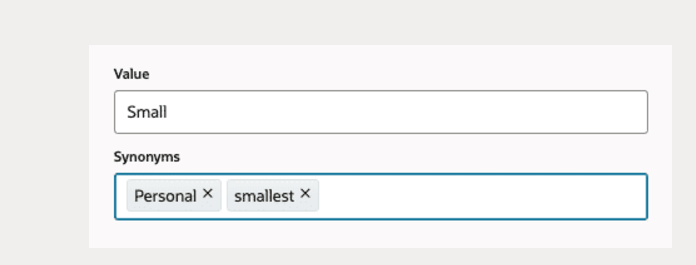 Value
Small
Synonyms
Personal × smallest ×